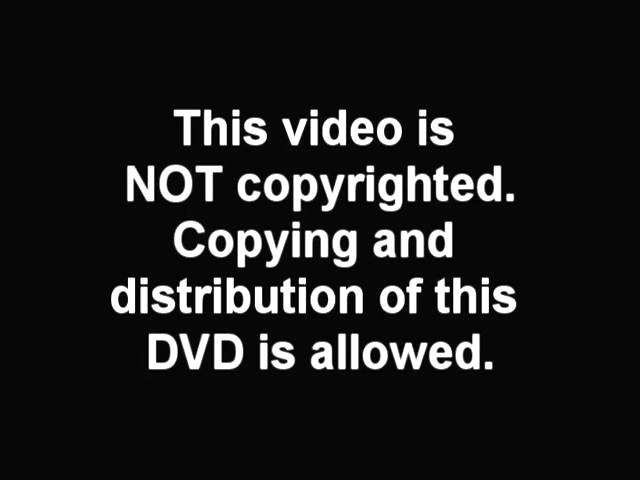 This video is
NOT copyrighted.
Copying and
distribution of this
DVD is allowed.